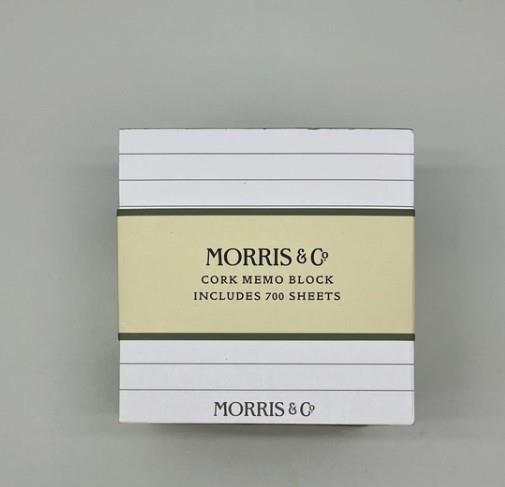 MORRIS & Co
CORK MEMO BLOCK
INCLUDES 700 SHEETS
MORRIS & Co